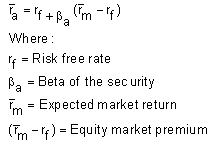 r̅a = rf + βa (r̅m – rf)
Where :
rf = Risk free rate
βa = Beta of the security
r̅m = Expected market return
(r̅m – rf) = Equity market premium